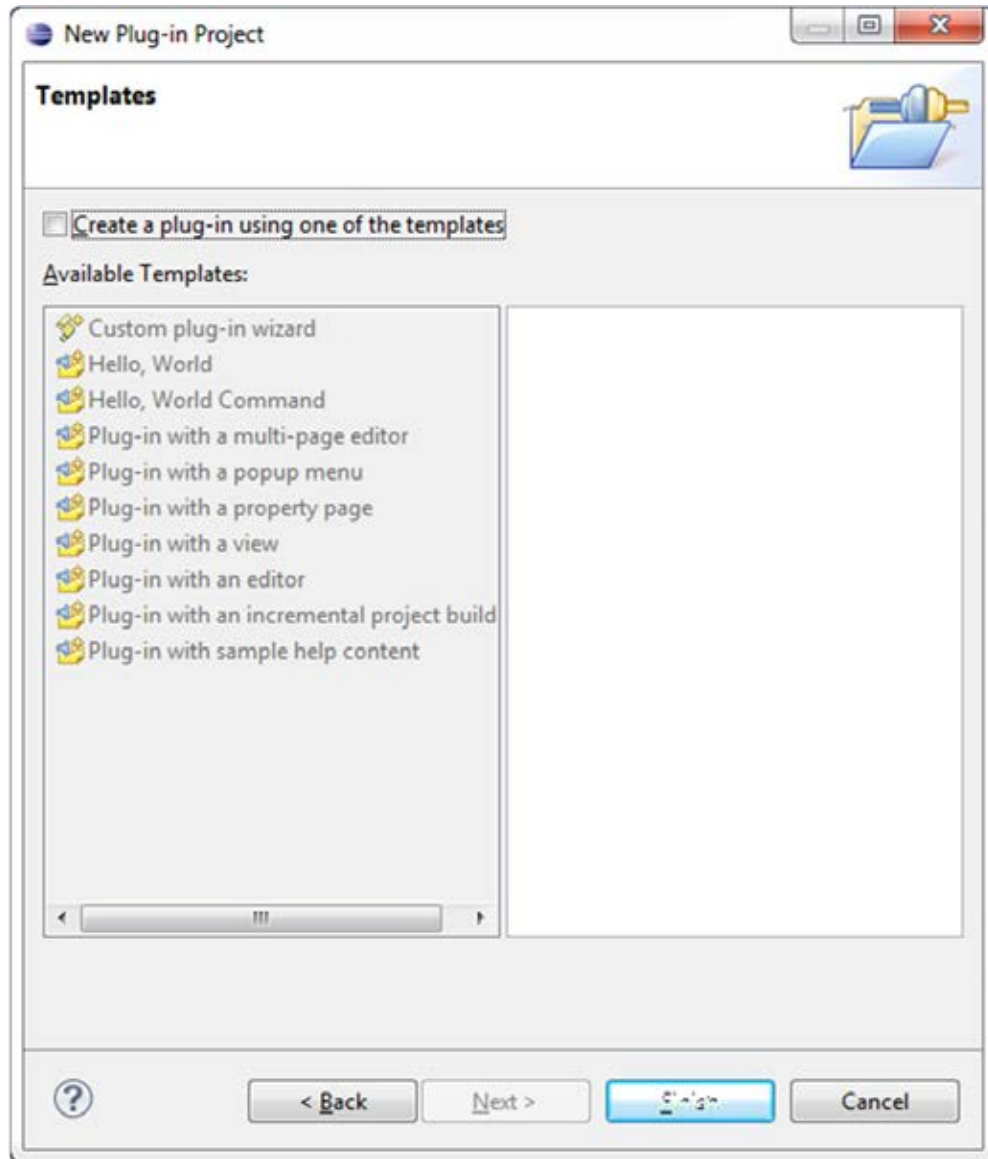 New Plug-in Project
Templates
Create a plug-in using one of the templates
Available Templates:
Custom plug-in wizard
Hello, World
Hello, World Command
Plug-in with a multi-page editor
Plug-in with a popup menu
Plug-in with a property page
Plug-in with a view
Plug-in with an editor
Plug-in with an incremental project build
Plug-in with sample help content
? < Back Next > Cancel